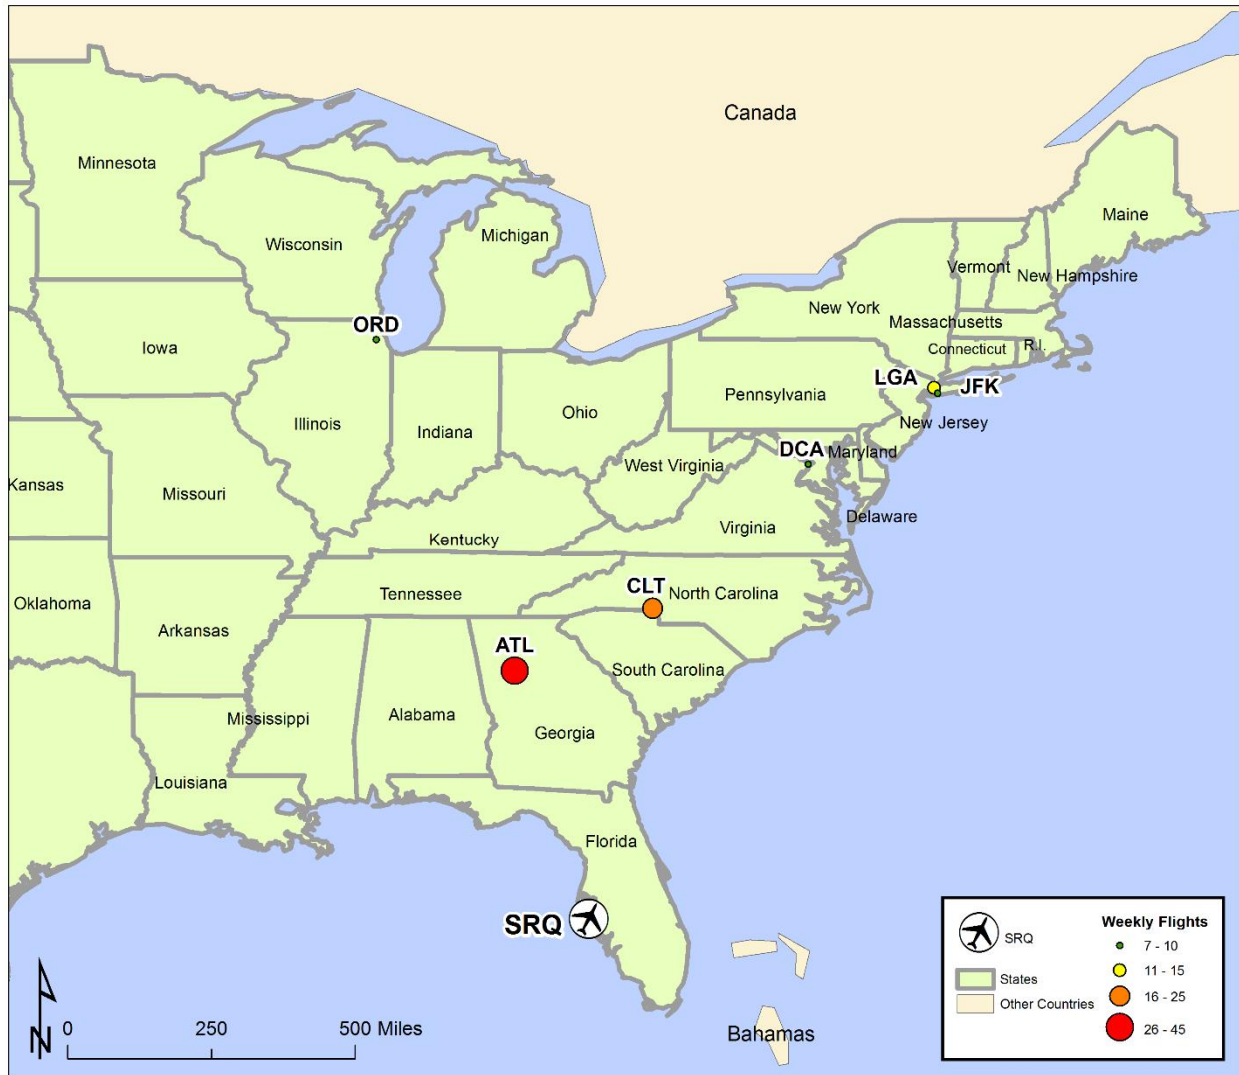 Canada
Minnesota
Maine
Wisconsin
Michigan
Vermont
New Hampshire
New York
ORD
Massachusetts
Iowa
Connecticut
R.I.
LGA
JFK
Pennsylvania
Ohio
Illinois
Indiana
New Jersey
DCA
Maryland
West Virginia
Kansas
Missouri
Delaware
Virginia
Kentucky
CLT
Tennessee
North Carolina
Oklahoma
Arkansas
ATL
South Carolina
Mississippi
Alabama
Georgia
Louisiana
Florida
SRQ
Weekly Flights
SRQ
7 - 10
11 - 15
States
16 - 25
Other Countries
26 - 45
N
0 250 500 Miles
Bahamas